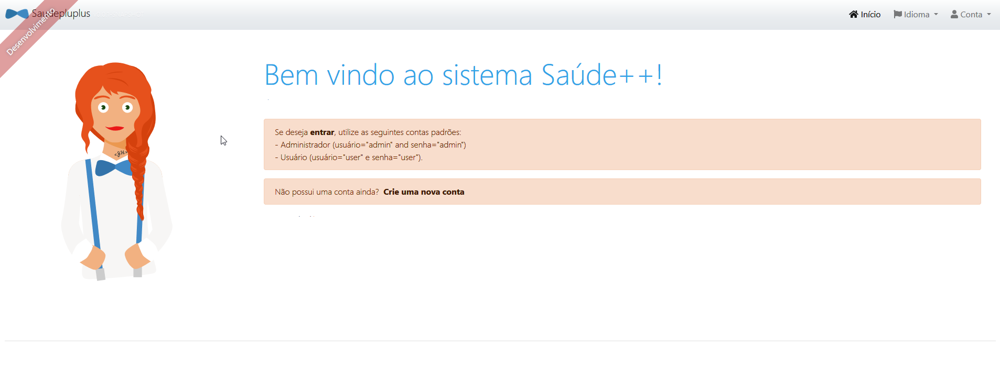 Saudepluplus
Início
Idioma
Conta
Desenvolvimento
Bem vindo ao sistema Saúde++!
Se deseja entrar, utilize as seguintes contas padrões:
- Administrador (usuário="admin" and senha="admin")
- Usuário (usuário="user" e senha="user").
Não possui uma conta ainda? Crie uma nova conta
<JH>